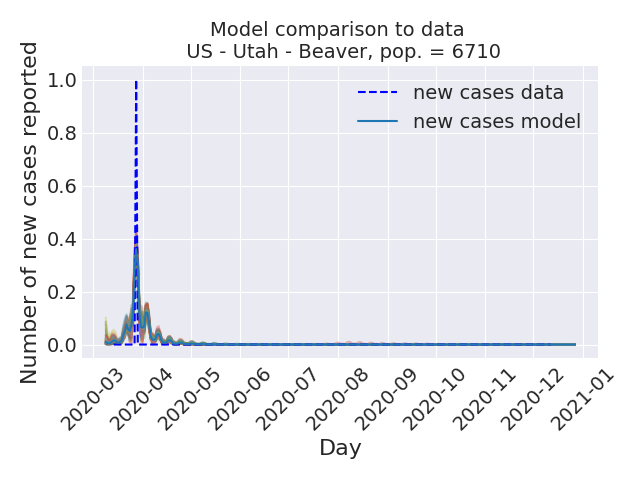 Model comparison to data
US - Utah - Beaver, pop. = 6710
Number of new cases reported
1.0
0.8
0.6
0.4
0.2
0.0
new cases data
new cases model
2020-03
2020-04
2020-05
2020-06
2020-07
2020-08
2020-09
2020-10
2020-11
2020-12
2021-01
Day